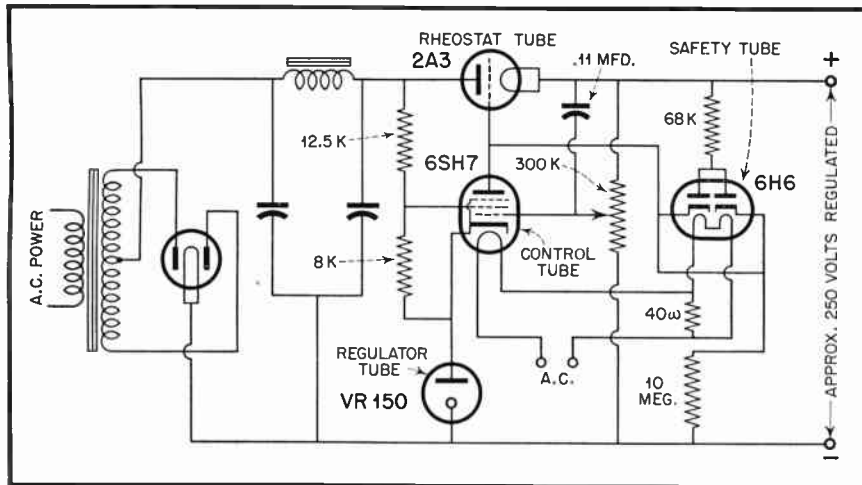 RHEOSTAT TUBE
2A3
.11 MFD.
SAFETY TUBE
+
12.5 K
6SH7
300 K
68 K
6H6
A.C. POWER
8 K
CONTROL
TUBE
40ω
REGULATOR
TUBE
VR 150
A.C.
10
MEG.
APPROX. 250 VOLTS REGULATED
−